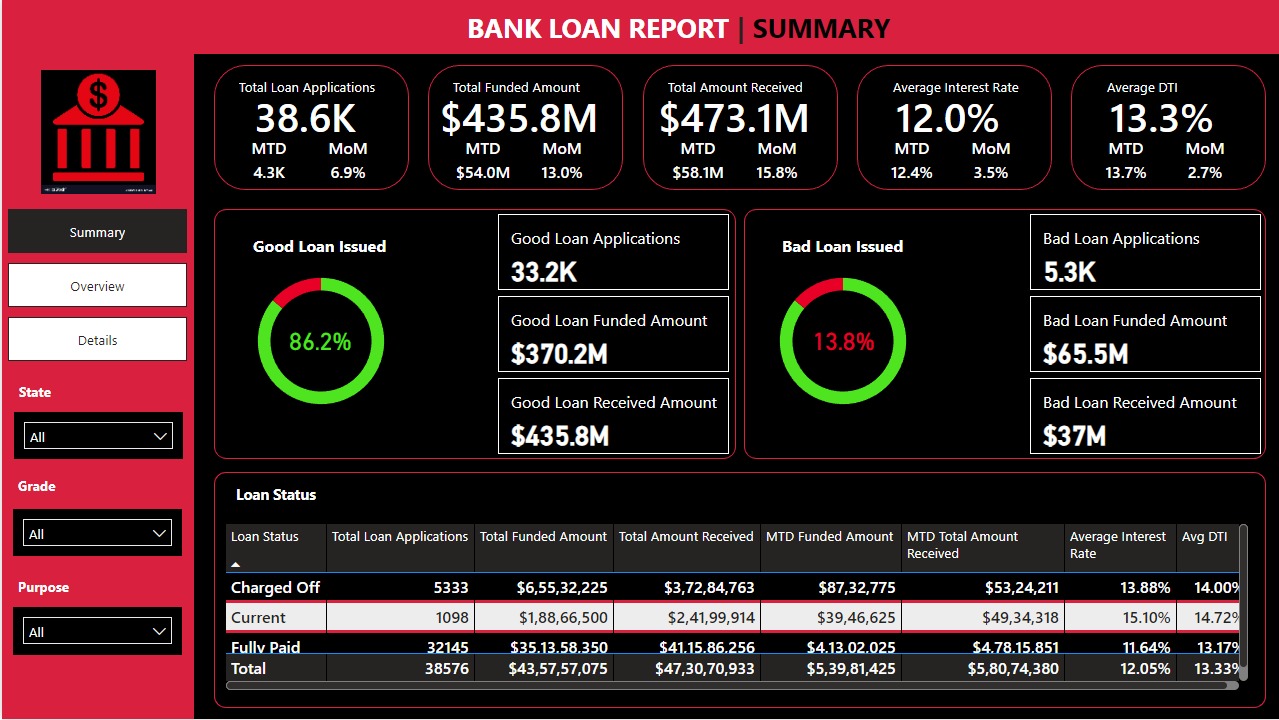 BANK LOAN REPORT | SUMMARY
$
Summary
Overview
Details
State
All
Grade
All
Purpose
All
Total Loan Applications
38.6K
MTD MoM
4.3K 6.9%
Total Funded Amount
$435.8M
MTD MoM
$54.0M 13.0%
Total Amount Received
$473.1M
MTD MoM
$58.1M 15.8%
Average Interest Rate
12.0%
MTD MoM
12.4% 3.5%
Average DTI
13.3%
MTD MoM
13.7% 2.7%
Good Loan Issued
86.2%
Good Loan Applications
33.2K
Good Loan Funded Amount
$370.2M
Good Loan Received Amount
$435.8M
Bad Loan Issued
13.8%
Bad Loan Applications
5.3K
Bad Loan Funded Amount
$65.5M
Bad Loan Received Amount
$37M
Loan Status
Loan Status Total Loan Applications Total Funded Amount Total Amount Received MTD Funded Amount MTD Total Amount Received Average Interest Rate Avg DTI
Charged Off 5333 $6,55,32,225 $3,72,84,763 $87,32,775 $53,24,211 13.88% 14.00%
Current 1098 $1,88,66,500 $2,41,99,914 $39,46,625 $49,34,318 15.10% 14.72%
Fully Paid 32145 $35,13,58,350 $41,15,86,256 $4,13,02,025 $4,78,15,851 11.64% 13.17%
Total 38576 $43,57,57,075 $47,30,70,933 $5,39,81,425 $5,80,74,380 12.05% 13.33%